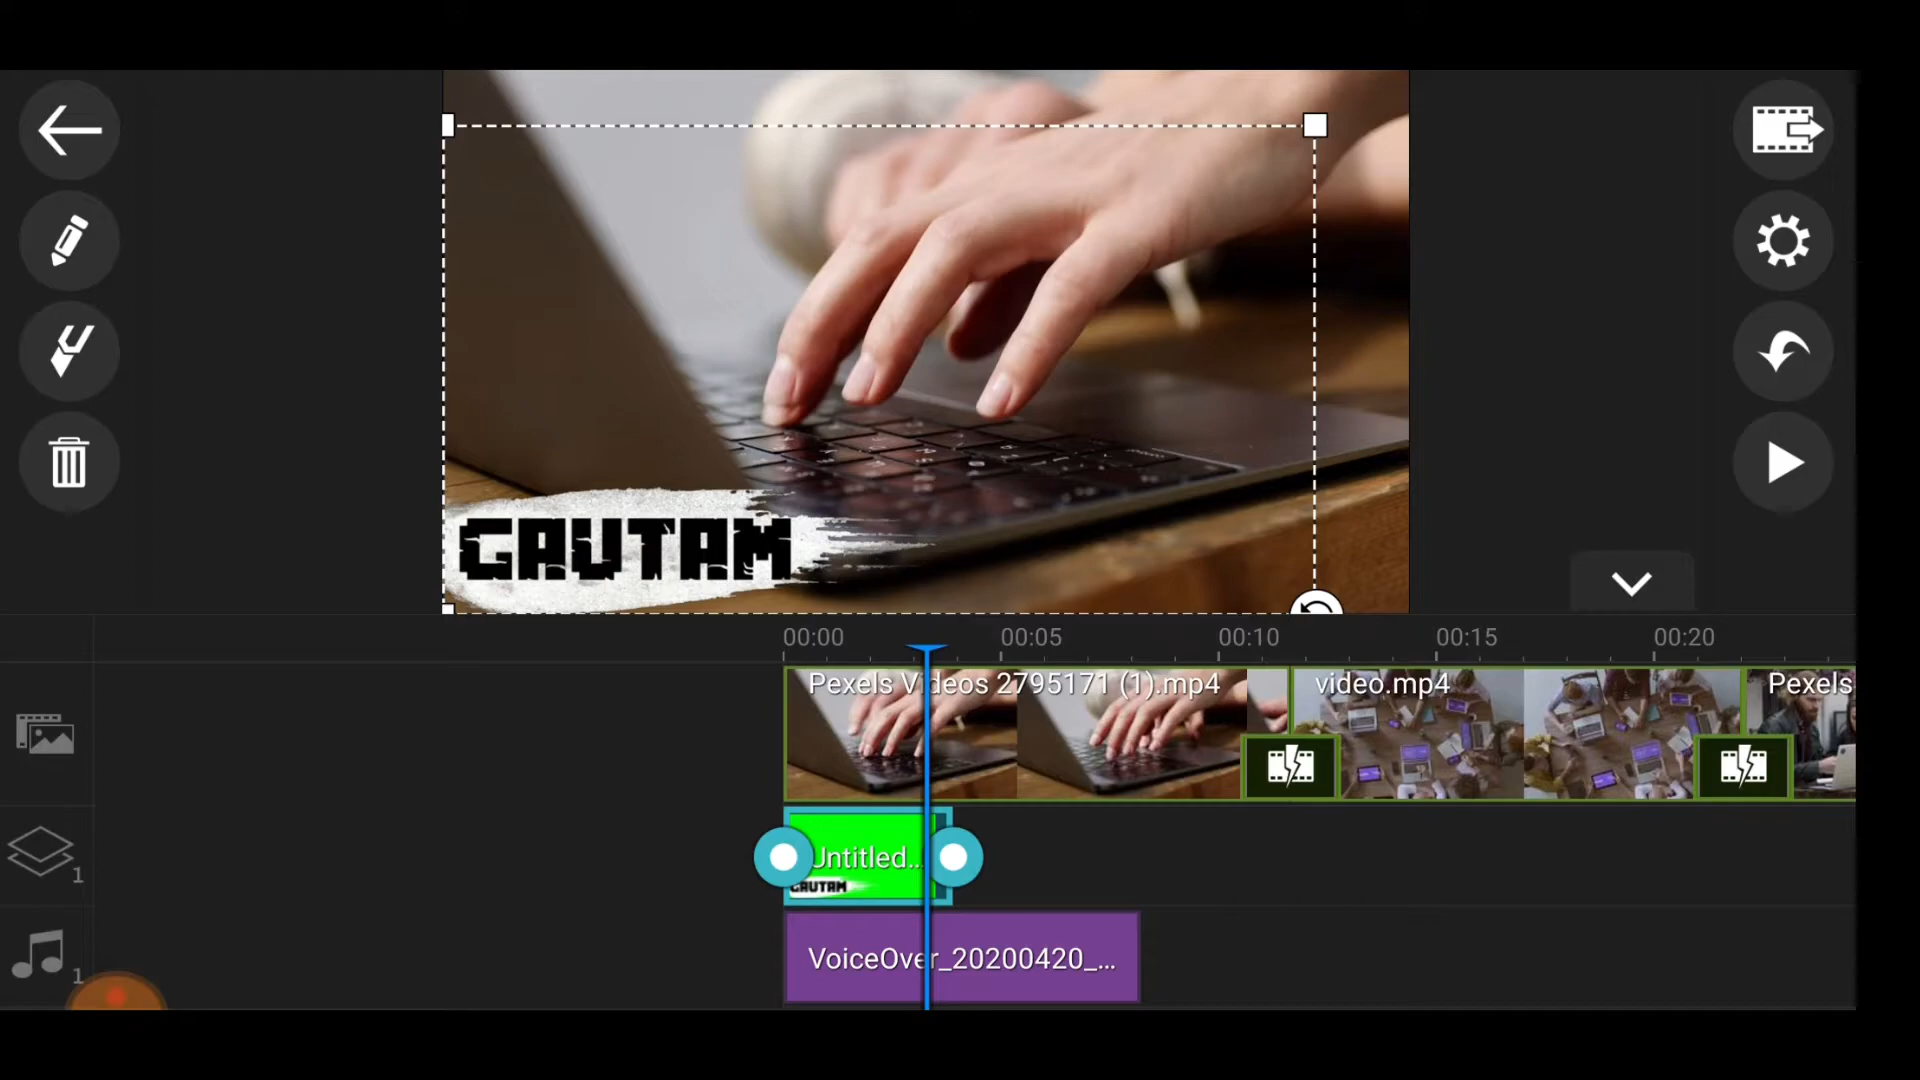 GAUTAM
00:00 00:05 00:10 00:15 00:20
Pexels Videos 2795171 (1).mp4 video.mp4 Pexels
Untitled...
GAUTAM
1
VoiceOver_20200420_...
1